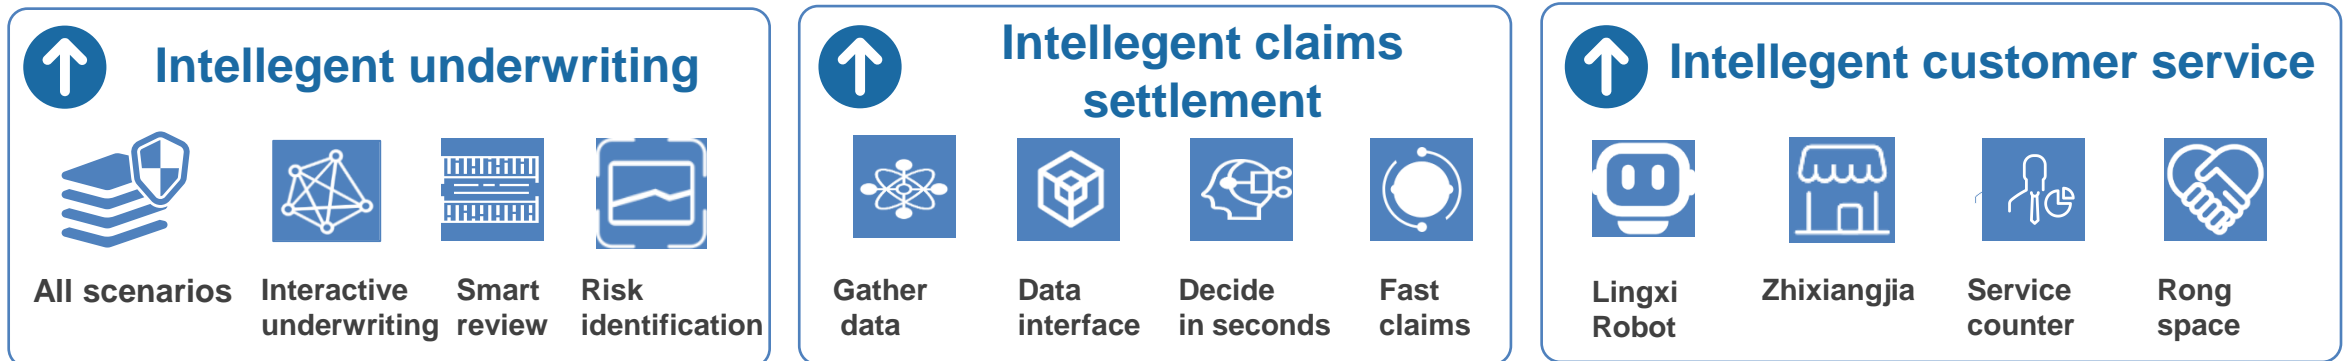 Intellegent underwriting
All scenarios
Interactive
underwriting
Smart
review
Risk
identification
Intellegent claims
settlement
Gather
data
Data
interface
Decide
in seconds
Fast
claims
Intellegent customer service
Lingxi
Robot
Zhixiangjia
Service
counter
Rong
space